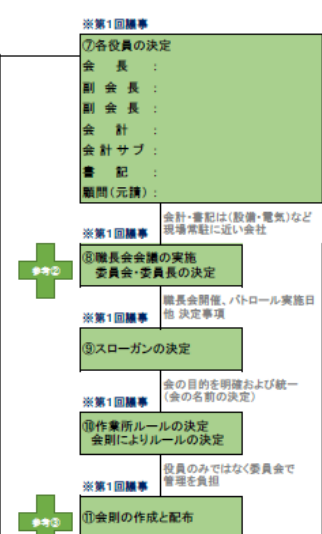 ※第1回議事
⑦各役員の決定
会　長　：
副 会 長 ：
副 会 長 ：
会　計　：
会計サブ：
書　記　：
顧問(元請)：
会計・書記は(設備・電気)など
現場常駐に近い会社
※第1回議事
⑧職長会会議の実施
委員会・委員長の決定
参考②
職長会開催、パトロール実施日
他 決定事項
※第1回議事
⑨スローガンの決定
会の目的を明確および統一
(会の名前の決定)
※第1回議事
⑩作業所ルールの決定
会則によりルールの決定
役員のみではなく委員会で
管理を負担
※第1回議事
⑪会則の作成と配布
参考③